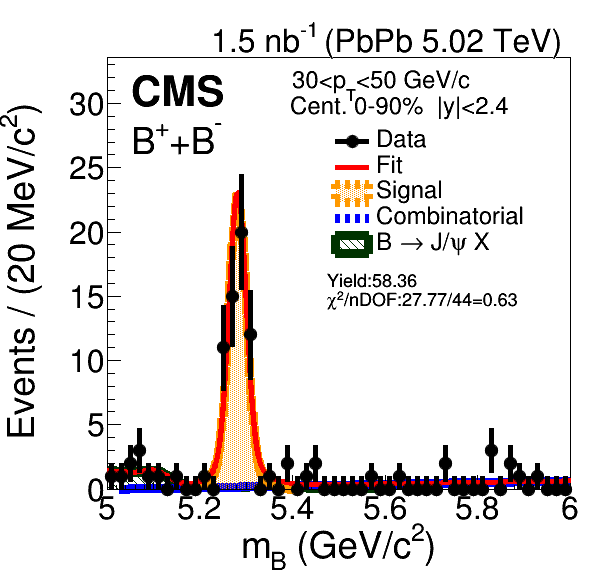 1.5 nb⁻¹ (PbPb 5.02 TeV)
CMS
30<p_T<50 GeV/c
Cent. 0-90% |y|<2.4
B⁺+B⁻
Data
Fit
Signal
Combinatorial
B → J/ψ X
Yield:58.36
χ²/nDOF:27.77/44=0.63
Events / (20 MeV/c²)
30
25
20
15
10
5
0
5 5.2 5.4 5.6 5.8 6
m_B (GeV/c²)